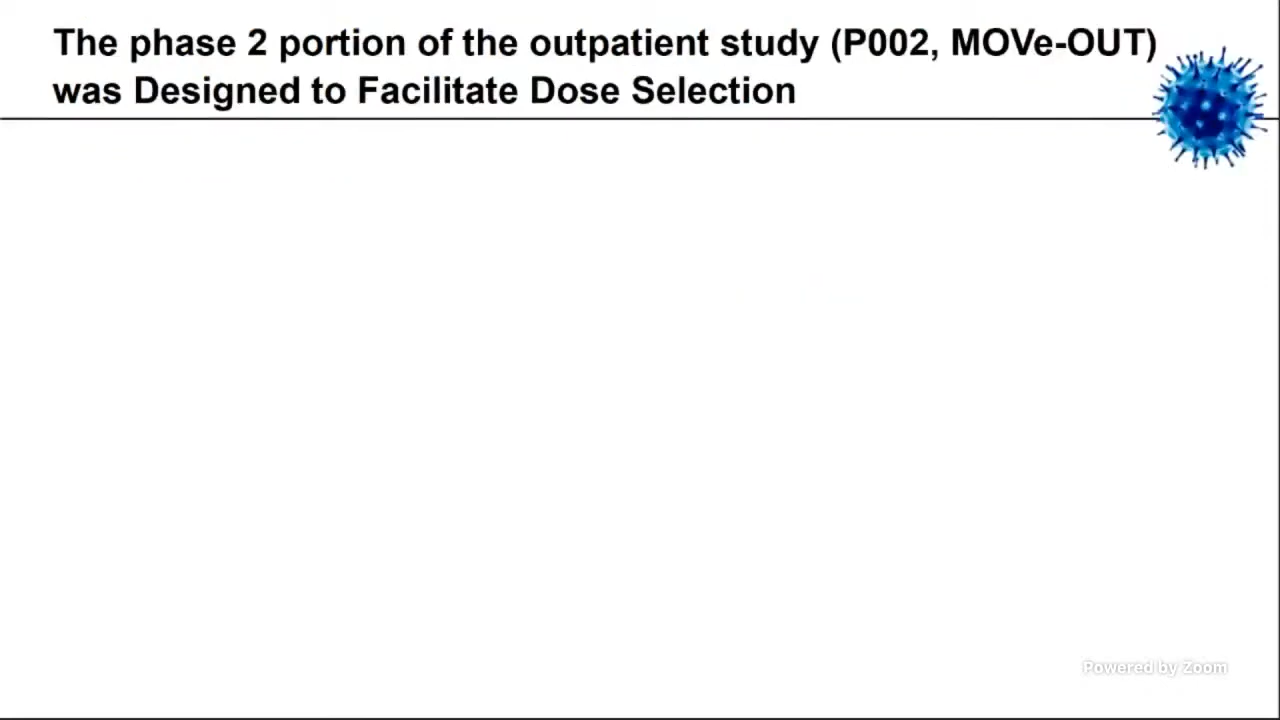 The phase 2 portion of the outpatient study (P002, MOVe-OUT)
was Designed to Facilitate Dose Selection
Powered by Zoom